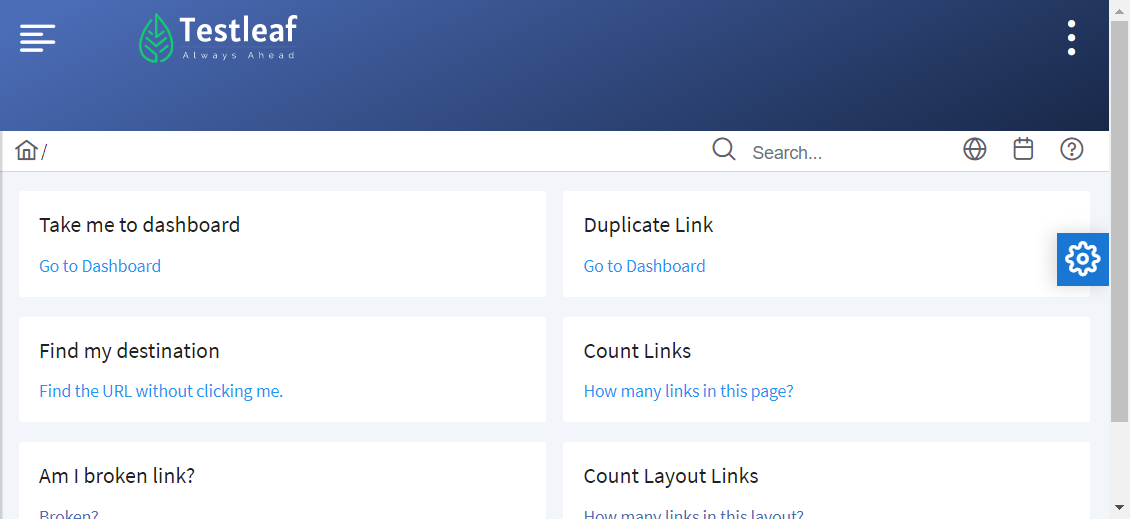 Testleaf
Always Ahead
/
Search...
Take me to dashboard
Go to Dashboard
Duplicate Link
Go to Dashboard
Find my destination
Find the URL without clicking me.
Count Links
How many links in this page?
Am I broken link?
Broken?
Count Layout Links
How many links in this layout?